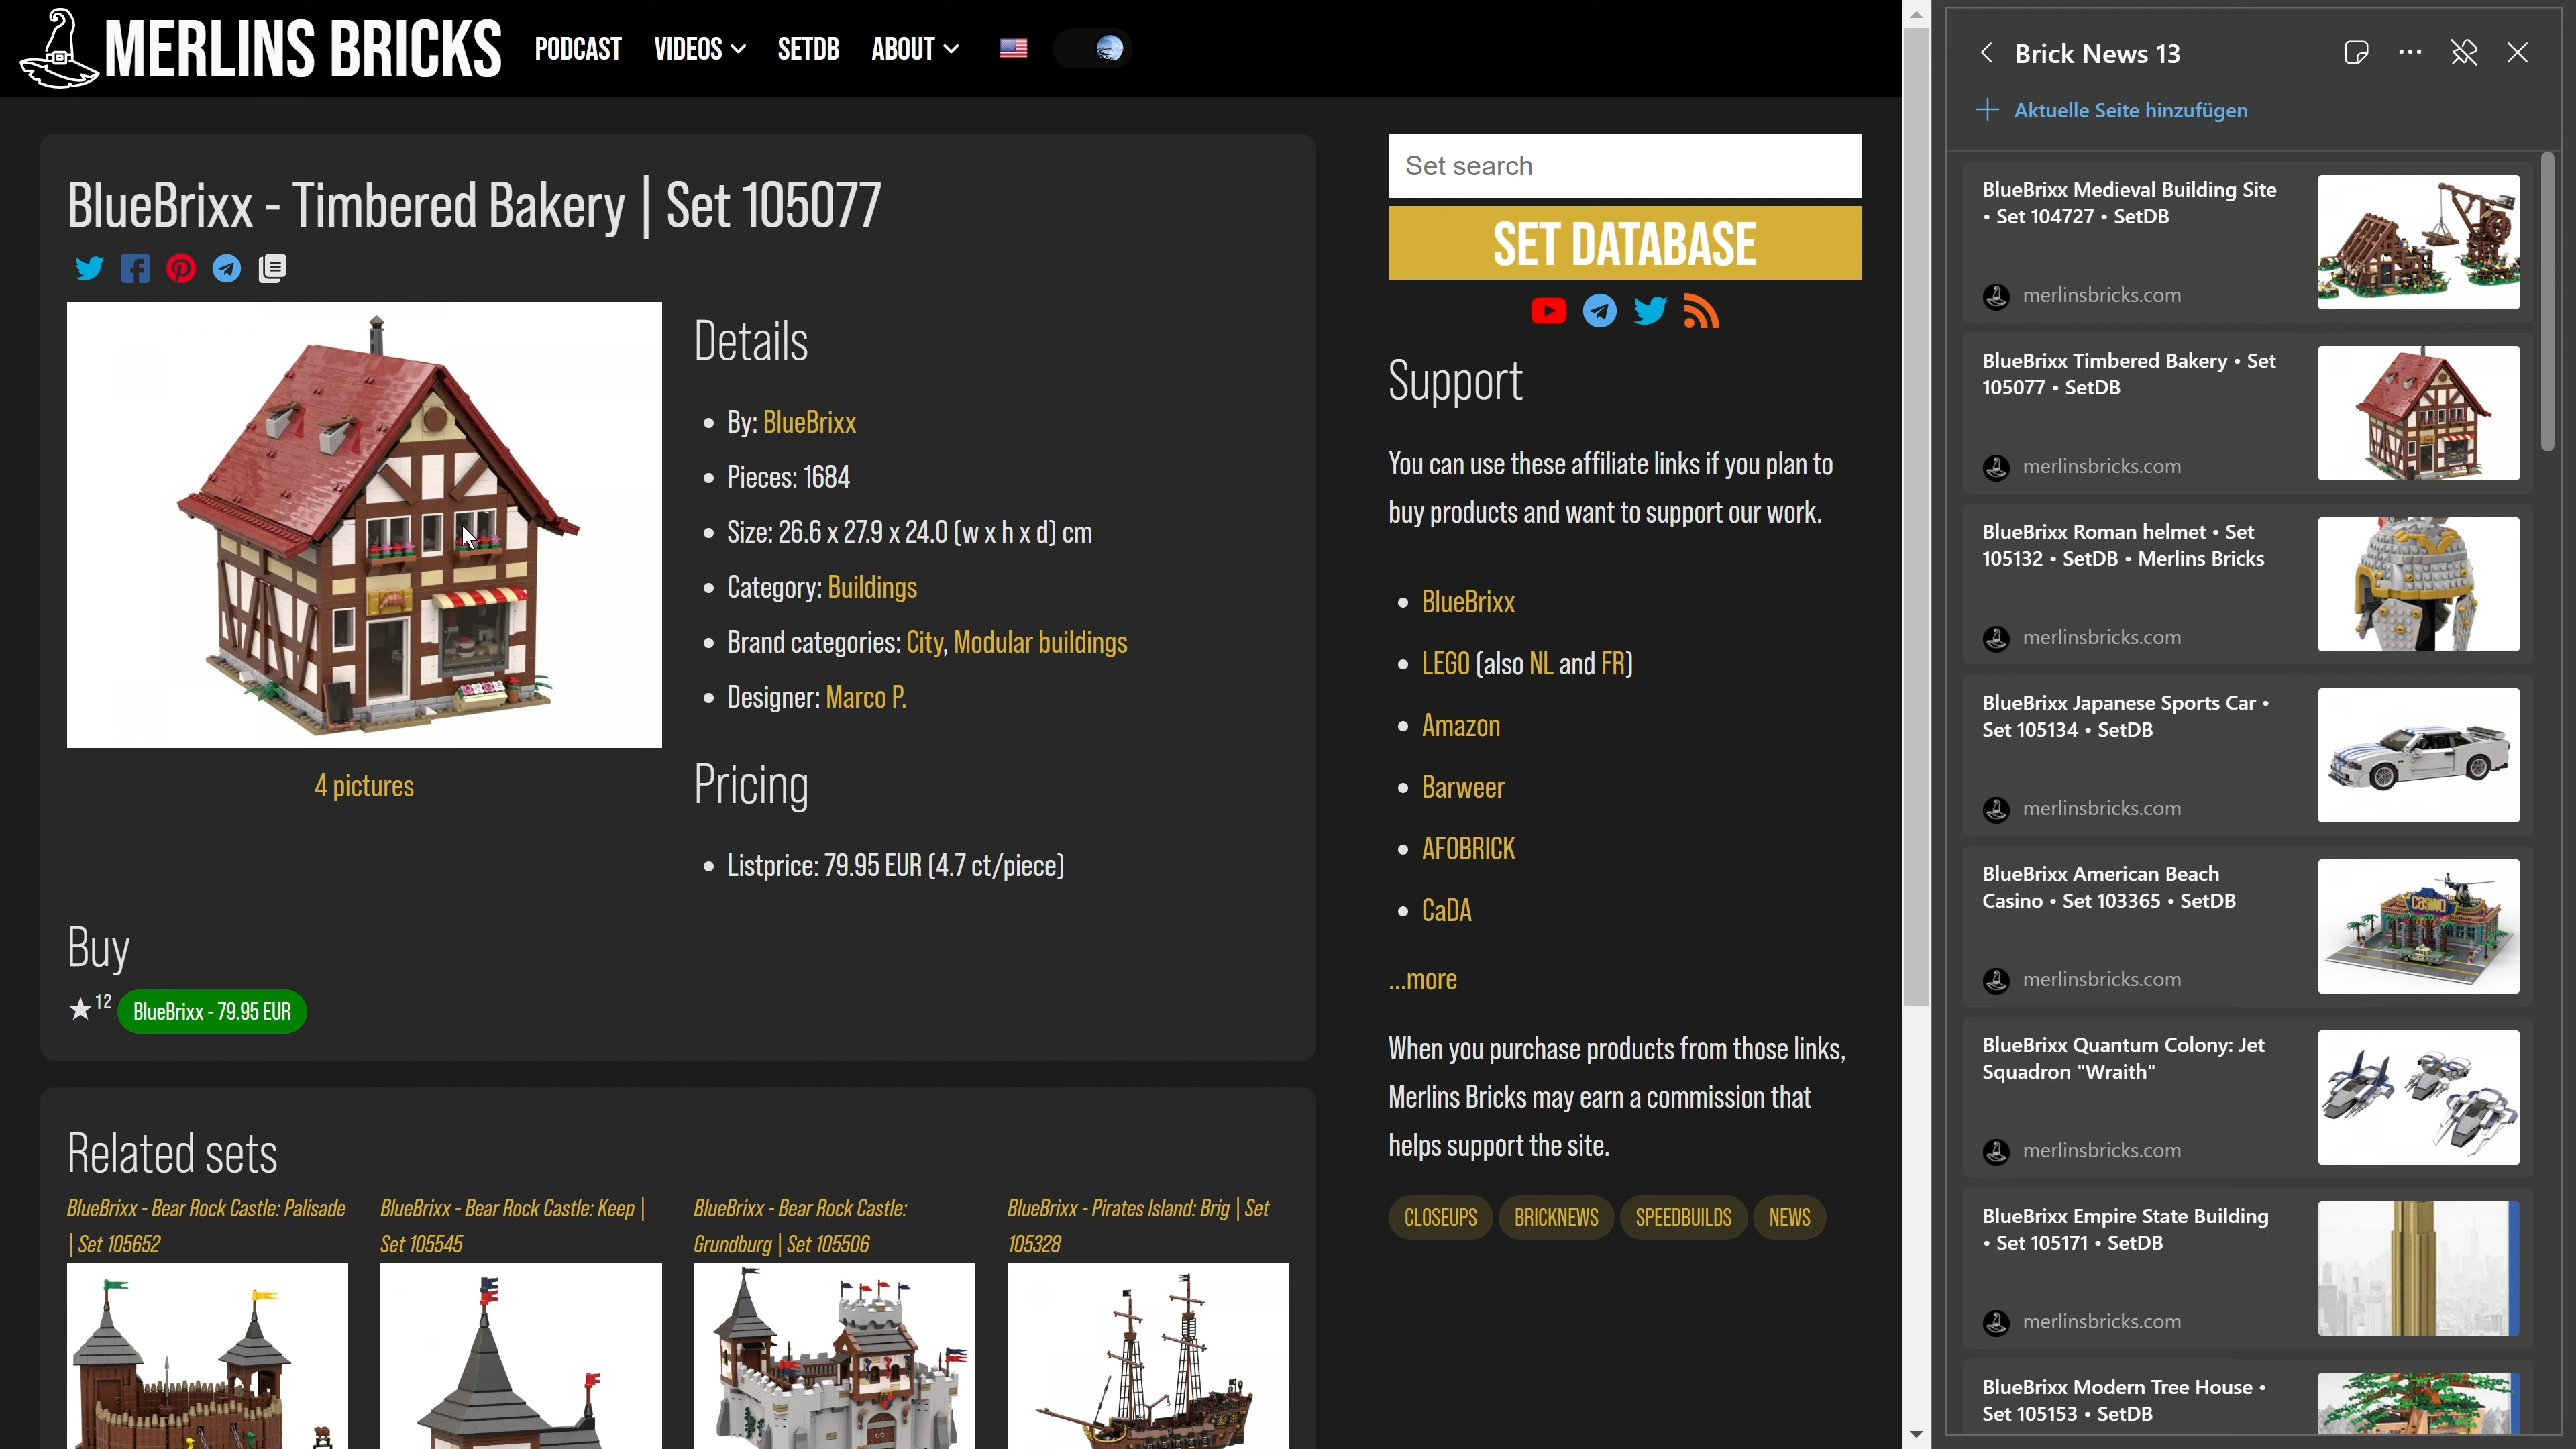 MERLINS BRICKS
PODCAST VIDEOS SETDB ABOUT
BlueBrixx - Timbered Bakery | Set 105077
4 pictures
Details
By: BlueBrixx
Pieces: 1684
Size: 26.6 x 27.9 x 24.0 (w x h x d) cm
Category: Buildings
Brand categories: City, Modular buildings
Designer: Marco P.
Pricing
Listprice: 79.95 EUR (4.7 ct/piece)
Buy
★12 BlueBrixx - 79.95 EUR
Related sets
BlueBrixx - Bear Rock Castle: Palisade
| Set 105652
BlueBrixx - Bear Rock Castle: Keep |
Set 105545
BlueBrixx - Bear Rock Castle:
Grundburg | Set 105506
BlueBrixx - Pirates Island: Brig | Set
105328
Set search
SET DATABASE
Support
You can use these affiliate links if you plan to
buy products and want to support our work.
BlueBrixx
LEGO (also NL and FR)
Amazon
Barweer
AFOBRICK
CaDA
...more
When you purchase products from those links,
Merlins Bricks may earn a commission that
helps support the site.
CLOSEUPS BRICKNEWS SPEEDBUILDS NEWS
Brick News 13
Aktuelle Seite hinzufügen
BlueBrixx Medieval Building Site
• Set 104727 • SetDB
merlinsbricks.com
BlueBrixx Timbered Bakery • Set
105077 • SetDB
merlinsbricks.com
BlueBrixx Roman helmet • Set
105132 • SetDB • Merlins Bricks
merlinsbricks.com
BlueBrixx Japanese Sports Car •
Set 105134 • SetDB
merlinsbricks.com
BlueBrixx American Beach
Casino • Set 103365 • SetDB
merlinsbricks.com
CASINO
BlueBrixx Quantum Colony: Jet
Squadron "Wraith"
merlinsbricks.com
BlueBrixx Empire State Building
• Set 105171 • SetDB
merlinsbricks.com
BlueBrixx Modern Tree House •
Set 105153 • SetDB